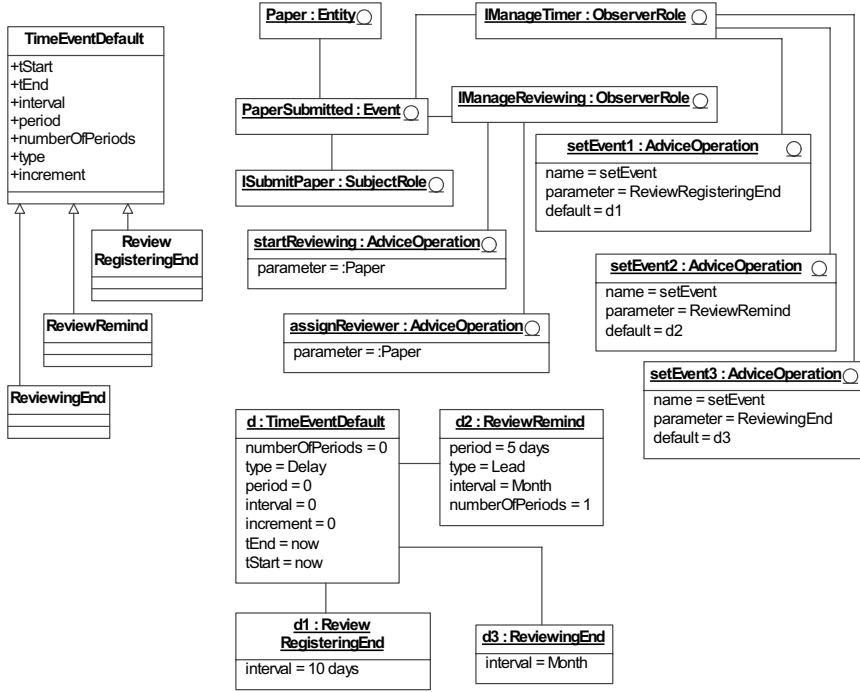 TimeEventDefault
+tStart
+tEnd
+interval
+period
+numberOfPeriods
+type
+increment
Review
RegisteringEnd
ReviewRemind
ReviewingEnd
Paper : Entity
IManageTimer : ObserverRole
PaperSubmitted : Event
IManageReviewing : ObserverRole
ISubmitPaper : SubjectRole
startReviewing : AdviceOperation
parameter = :Paper
assignReviewer : AdviceOperation
parameter = :Paper
setEvent1 : AdviceOperation
name = setEvent
parameter = ReviewRegisteringEnd
default = d1
setEvent2 : AdviceOperation
name = setEvent
parameter = ReviewRemind
default = d2
setEvent3 : AdviceOperation
name = setEvent
parameter = ReviewingEnd
default = d3
d : TimeEventDefault
numberOfPeriods = 0
type = Delay
period = 0
interval = 0
increment = 0
tEnd = now
tStart = now
d2 : ReviewRemind
period = 5 days
type = Lead
interval = Month
numberOfPeriods = 1
d1 : Review
RegisteringEnd
interval = 10 days
d3 : ReviewingEnd
interval = Month